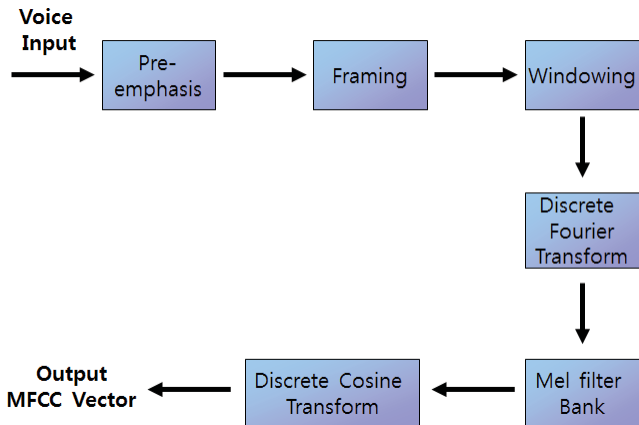 Voice
Input
Pre-
emphasis
Framing
Windowing
Discrete
Fourier
Transform
Mel filter
Bank
Discrete Cosine
Transform
Output
MFCC Vector